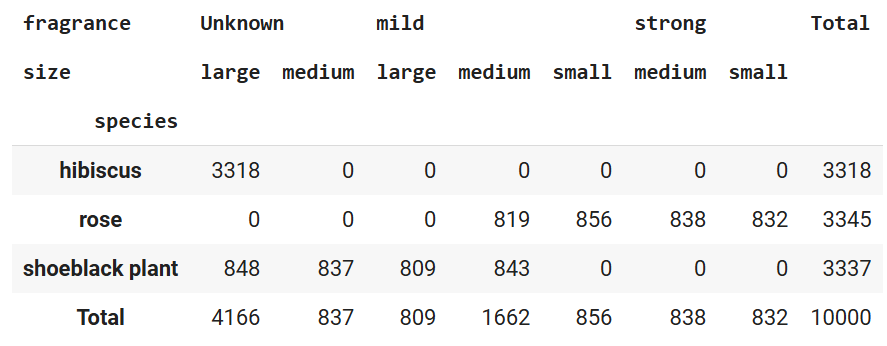 fragrance Unknown mild strong Total
size large medium large medium small medium small
species
hibiscus 3318 0 0 0 0 0 0 3318
rose 0 0 0 819 856 838 832 3345
shoeblack plant 848 837 809 843 0 0 0 3337
Total 4166 837 809 1662 856 838 832 10000